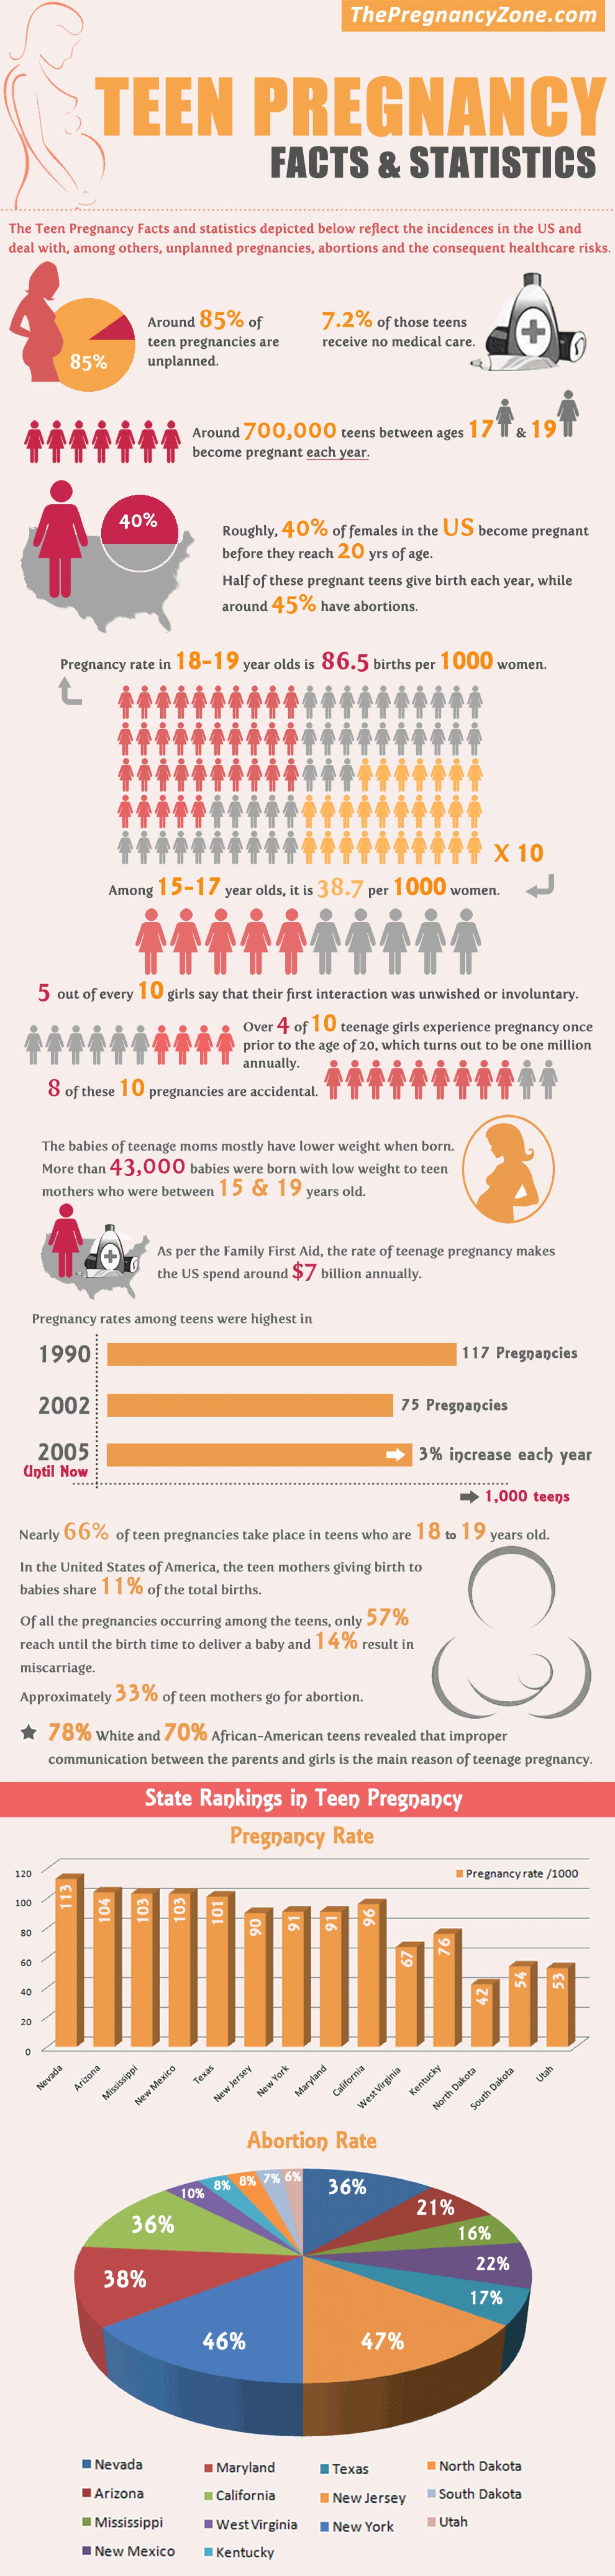 ThePregnancyZone.com
TEEN PREGNANCY
FACTS & STATISTICS
The Teen Pregnancy Facts and statistics depicted below reflect the incidences in the US and
deal with, among others, unplanned pregnancies, abortions and the consequent healthcare risks.
85%
Around 85% of
teen pregnancies are
unplanned.
7.2% of those teens
receive no medical care.
Around 700,000 teens between ages 17 & 19
become pregnant each year.
40%
Roughly, 40% of females in the US become pregnant
before they reach 20 yrs of age.
Half of these pregnant teens give birth each year, while
around 45% have abortions.
Pregnancy rate in 18-19 year olds is 86.5 births per 1000 women.
X 10
Among 15-17 year olds, it is 38.7 per 1000 women.
5 out of every 10 girls say that their first interaction was unwished or involuntary.
Over 4 of 10 teenage girls experience pregnancy once
prior to the age of 20, which turns out to be one million
annually.
8 of these 10 pregnancies are accidental.
The babies of teenage moms mostly have lower weight when born.
More than 43,000 babies were born with low weight to teen
mothers who were between 15 & 19 years old.
As per the Family First Aid, the rate of teenage pregnancy makes
the US spend around $7 billion annually.
Pregnancy rates among teens were highest in
1990
117 Pregnancies
2002
75 Pregnancies
2005
Until Now
3% increase each year
1,000 teens
Nearly 66% of teen pregnancies take place in teens who are 18 to 19 years old.
In the United States of America, the teen mothers giving birth to
babies share 11% of the total births.
Of all the pregnancies occurring among the teens, only 57%
reach until the birth time to deliver a baby and 14% result in
miscarriage.
Approximately 33% of teen mothers go for abortion.
78% White and 70% African-American teens revealed that improper
communication between the parents and girls is the main reason of teenage pregnancy.
State Rankings in Teen Pregnancy
Pregnancy Rate
Pregnancy rate /1000
120
100
80
60
40
20
0
113
104
103
103
101
90
91
91
96
67
76
42
54
53
Nevada
Arizona
Mississippi
New Mexico
Texas
New Jersey
New York
Maryland
California
West Virginia
Kentucky
North Dakota
South Dakota
Utah
Abortion Rate
36%
21%
16%
22%
17%
47%
46%
38%
36%
10%
8%
8%
7%
6%
Nevada
Arizona
Mississippi
New Mexico
Maryland
California
West Virginia
Kentucky
Texas
New Jersey
New York
North Dakota
South Dakota
Utah